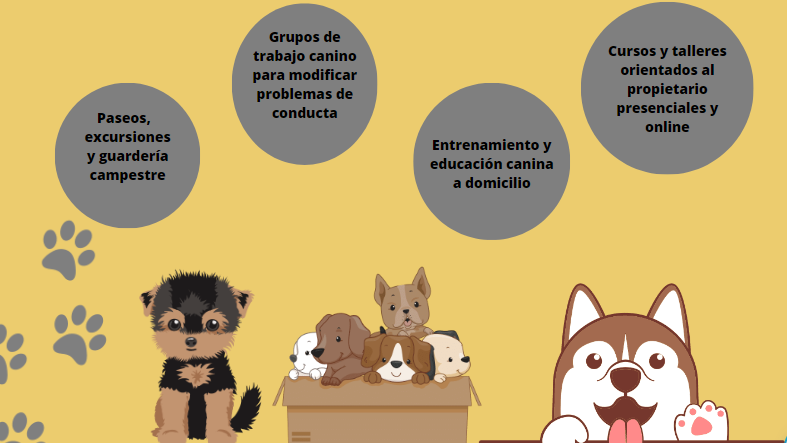 Paseos,
excursiones
y guardería
campestre
Grupos de
trabajo canino
para modificar
problemas de
conducta
Entrenamiento y
educación canina
a domicilio
Cursos y talleres
orientados al
propietario
presenciales y
online